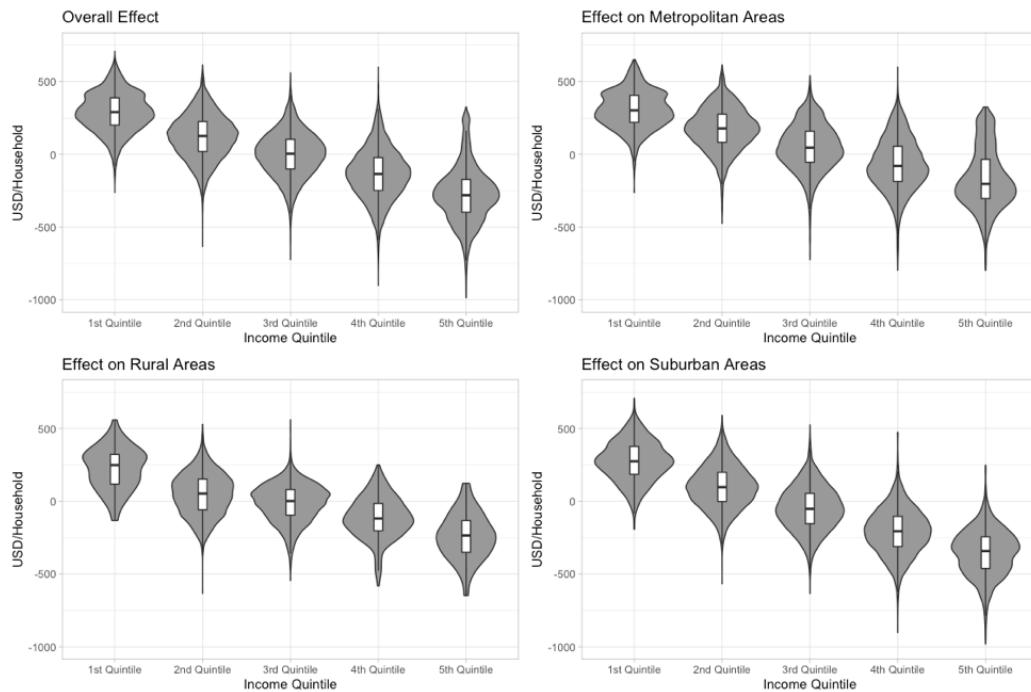 Overall Effect
USD/Household
500
0
-500
-1000
1st Quintile 2nd Quintile 3rd Quintile 4th Quintile 5th Quintile
Income Quintile
Effect on Metropolitan Areas
USD/Household
500
0
-500
-1000
1st Quintile 2nd Quintile 3rd Quintile 4th Quintile 5th Quintile
Income Quintile
Effect on Rural Areas
USD/Household
500
0
-500
-1000
1st Quintile 2nd Quintile 3rd Quintile 4th Quintile 5th Quintile
Income Quintile
Effect on Suburban Areas
USD/Household
500
0
-500
-1000
1st Quintile 2nd Quintile 3rd Quintile 4th Quintile 5th Quintile
Income Quintile